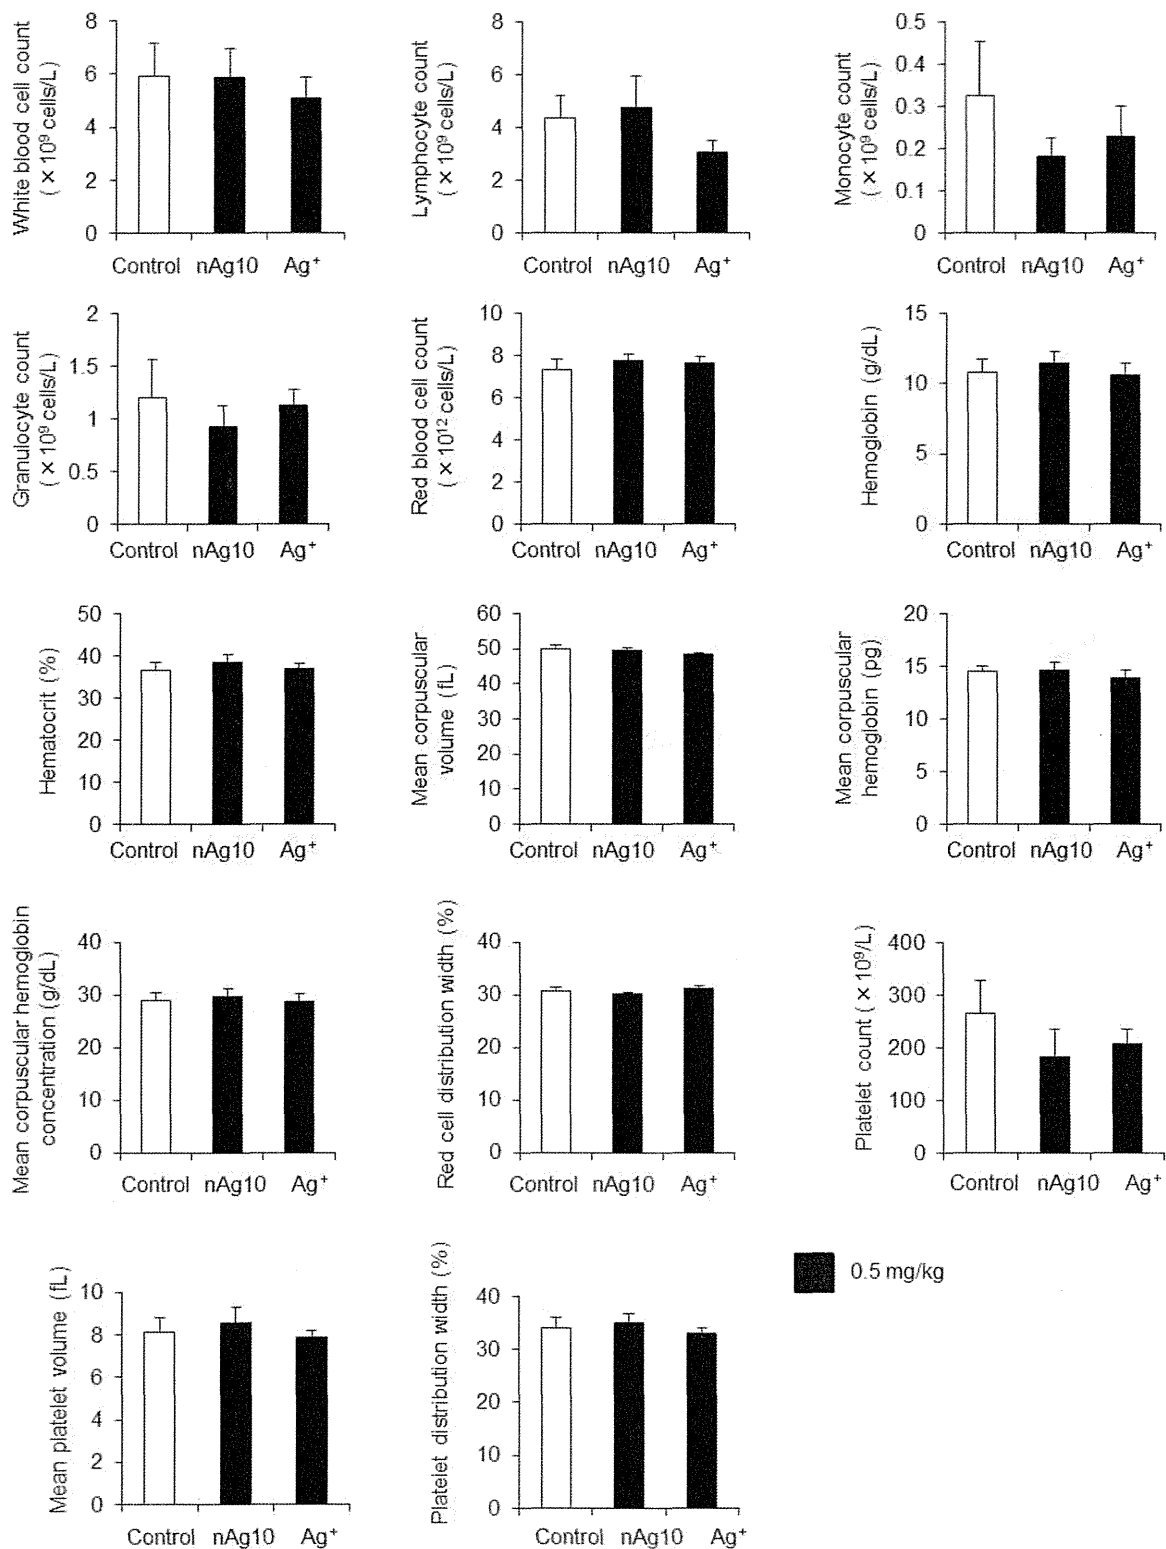 White blood cell count
( × 10⁹ cells/L)
8
6
4
2
0
Control nAg10 Ag⁺
Lymphocyte count
( × 10⁹ cells/L)
8
6
4
2
0
Control nAg10 Ag⁺
Monocyte count
( × 10⁹ cells/L)
0.5
0.4
0.3
0.2
0.1
0
Control nAg10 Ag⁺
Granulocyte count
( × 10⁹ cells/L)
2
1.5
1
0.5
0
Control nAg10 Ag⁺
Red blood cell count
( × 10¹² cells/L)
10
8
6
4
2
0
Control nAg10 Ag⁺
Hemoglobin (g/dL)
15
10
5
0
Control nAg10 Ag⁺
Hematocrit (%)
50
40
30
20
10
0
Control nAg10 Ag⁺
Mean corpuscular
volume (fL)
60
50
40
30
20
10
0
Control nAg10 Ag⁺
Mean corpuscular
hemoglobin (pg)
20
15
10
5
0
Control nAg10 Ag⁺
Mean corpuscular hemoglobin
concentration (g/dL)
40
30
20
10
0
Control nAg10 Ag⁺
Red cell distribution width (%)
40
30
20
10
0
Control nAg10 Ag⁺
Platelet count ( × 10⁹/L)
400
300
200
100
0
Control nAg10 Ag⁺
Mean platelet volume (fL)
10
8
6
4
2
0
Control nAg10 Ag⁺
Platelet distribution width (%)
40
30
20
10
0
Control nAg10 Ag⁺
0.5 mg/kg